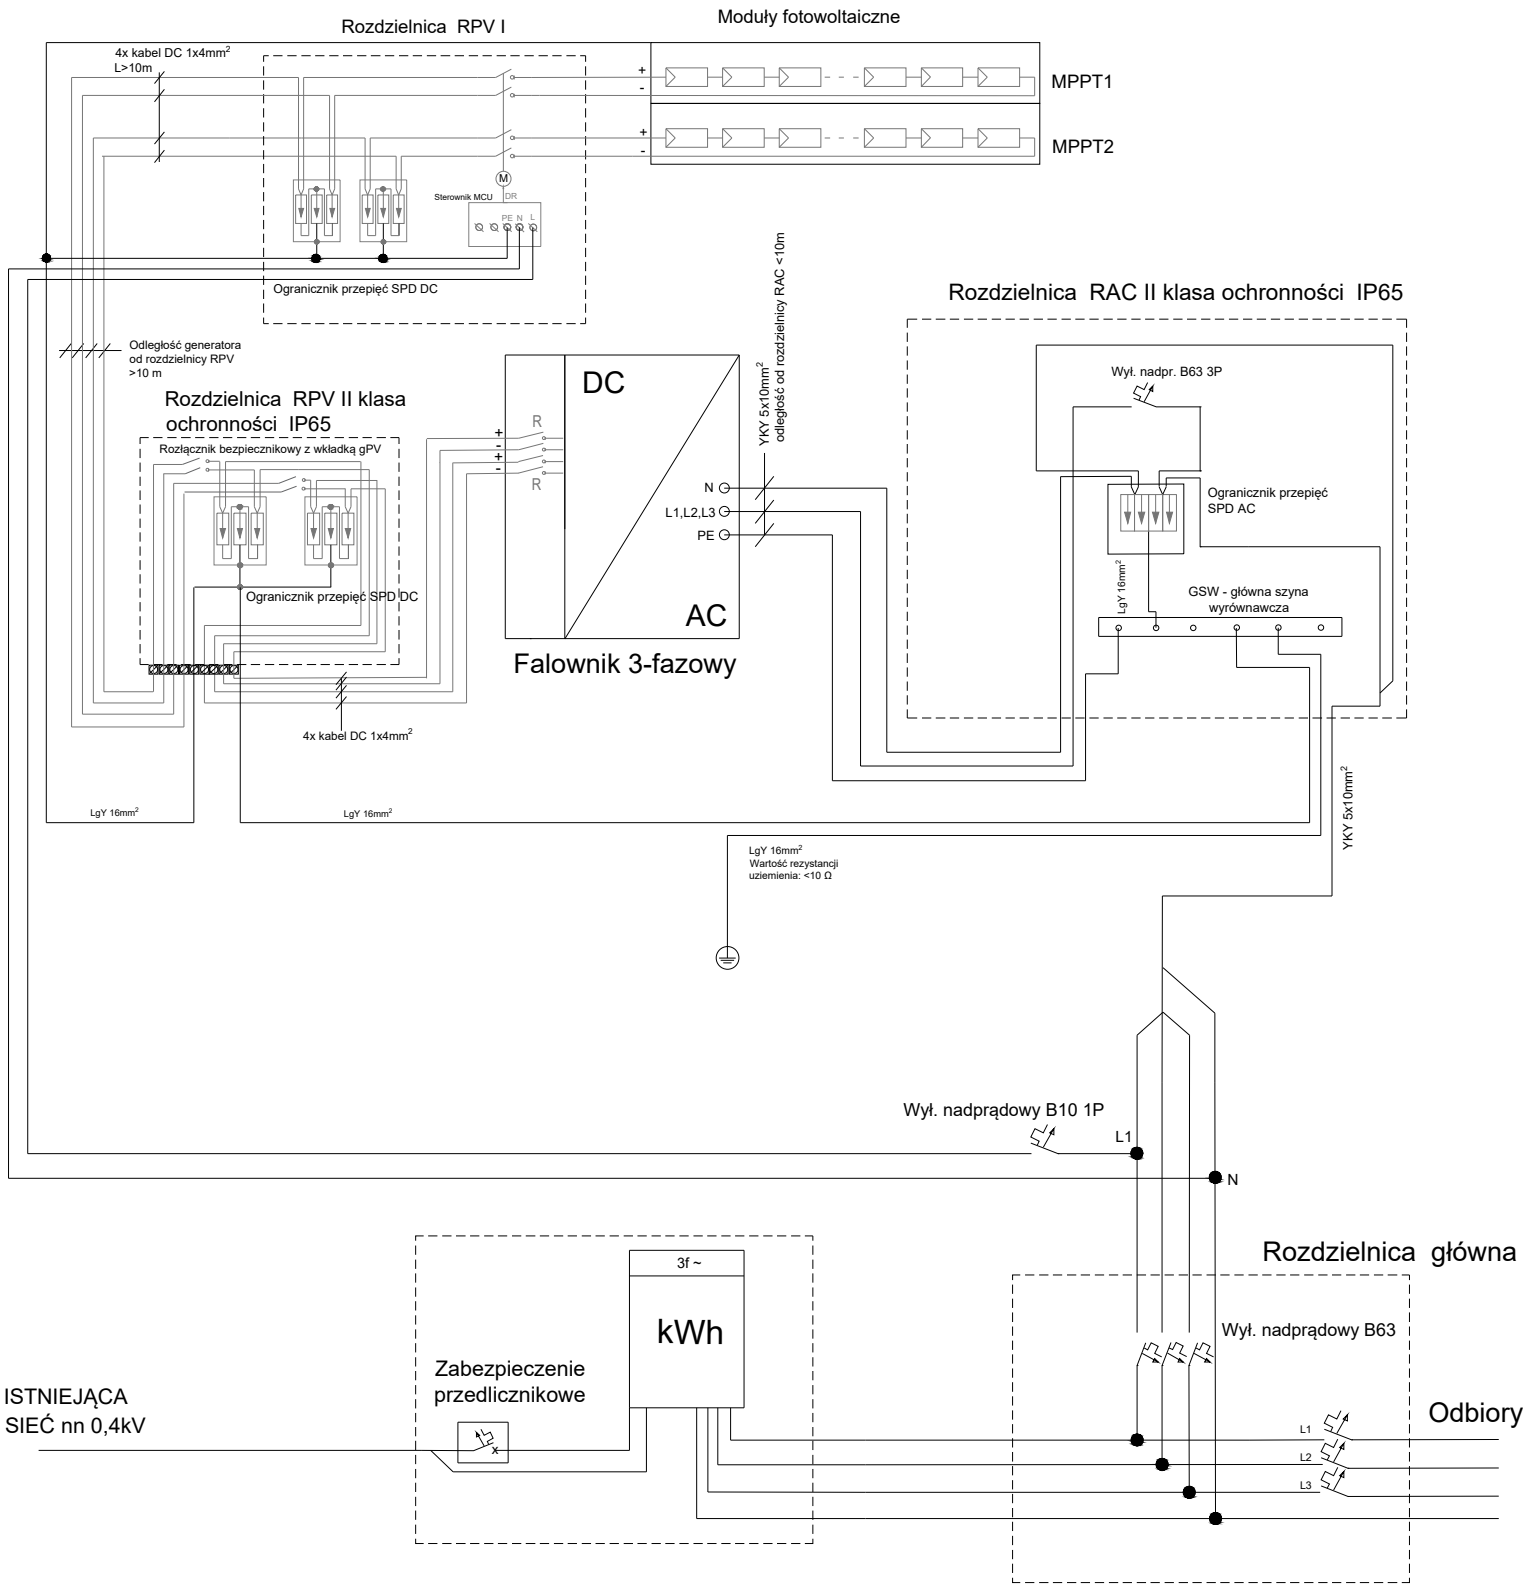 Moduły fotowoltaiczne
Rozdzielnica RPV I
4x kabel DC 1x4mm²
L>10m
+
-
MPPT1
+
-
MPPT2
M
Sterownik MCU
DR
PE N L
Ogranicznik przepięć SPD DC
Odległość generatora
od rozdzielnicy RPV
>10 m
Rozdzielnica RPV II klasa
ochronności IP65
Rozłącznik bezpiecznikowy z wkładką gPV
Ogranicznik przepięć SPD DC
4x kabel DC 1x4mm²
LgY 16mm²
LgY 16mm²
+
-
+
-
R
R
DC
AC
N
L1,L2,L3
PE
Falownik 3-fazowy
YKY 5x10mm²
odległość od rozdzielnicy RAC <10m
Rozdzielnica RAC II klasa ochronności IP65
Wył. nadpr. B63 3P
Ogranicznik przepięć
SPD AC
LgY 16mm²
GSW - główna szyna
wyrównawcza
YKY 5x10mm²
LgY 16mm²
Wartość rezystancji
uziemienia: <10 Ω
Wył. nadprądowy B10 1P
L1
N
Rozdzielnica główna
3f ~
kWh
Wył. nadprądowy B63
Zabezpieczenie
przedlicznikowe
x
ISTNIEJĄCA
SIEĆ nn 0,4kV
Odbiory
L1
L2
L3